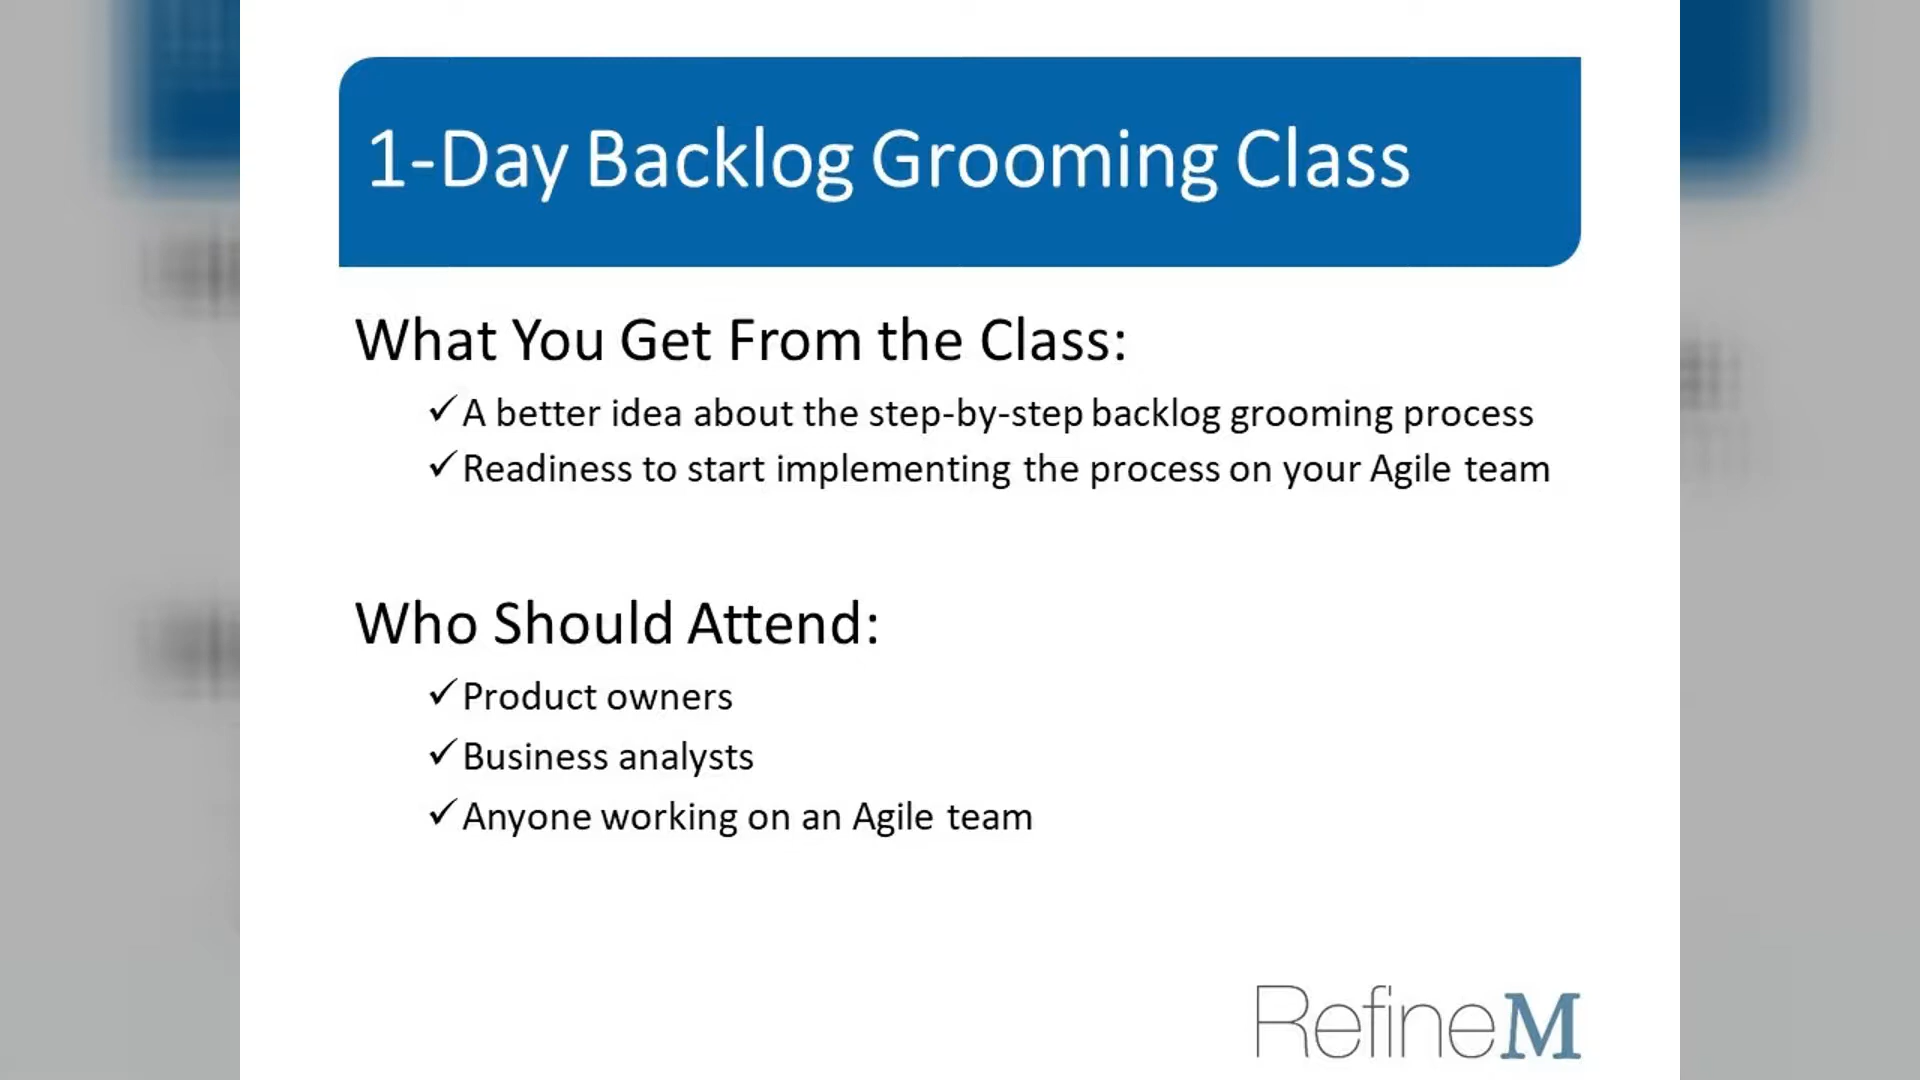 1-Day Backlog Grooming Class
What You Get From the Class:
✓ A better idea about the step-by-step backlog grooming process
✓ Readiness to start implementing the process on your Agile team
Who Should Attend:
✓ Product owners
✓ Business analysts
✓ Anyone working on an Agile team
RefineM